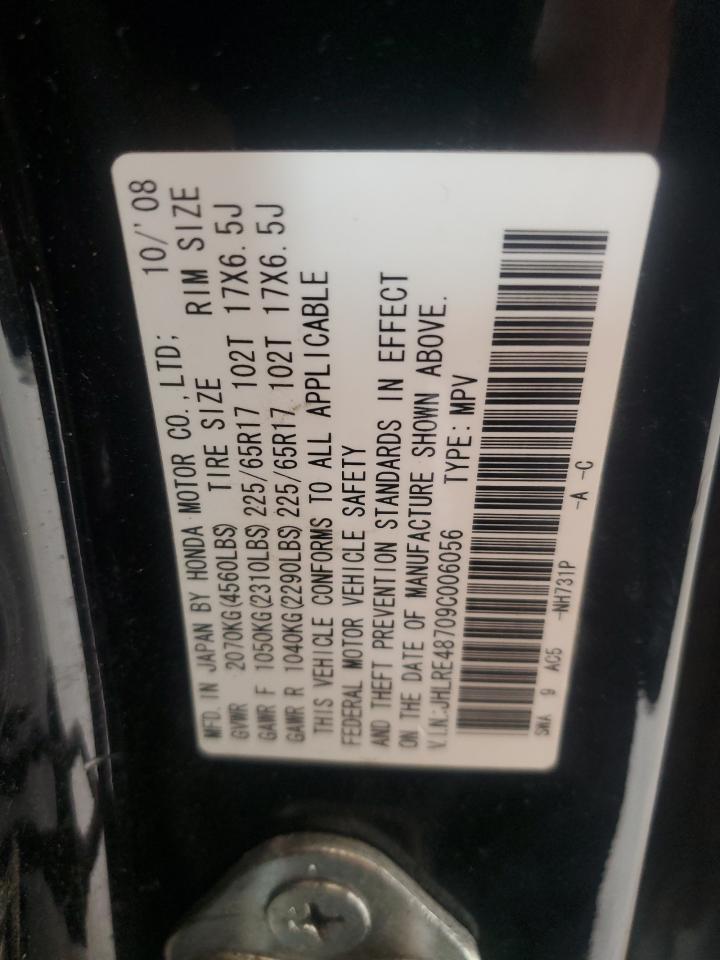 MFD. IN JAPAN BY HONDA MOTOR CO.,LTD; 10/'08
GVWR 2070KG(4560LBS) TIRE SIZE RIM SIZE
GAWR F 1050KG(2310LBS) 225/65R17 102T 17X6.5J
GAWR R 1040KG(2290LBS) 225/65R17 102T 17X6.5J
THIS VEHICLE CONFORMS TO ALL APPLICABLE
FEDERAL MOTOR VEHICLE SAFETY
AND THEFT PREVENTION STANDARDS IN EFFECT
ON THE DATE OF MANUFACTURE SHOWN ABOVE.
V.I.N:JHLRE48709C006056 TYPE:MPV
SWA 9 AC5 -NH731P -A -C